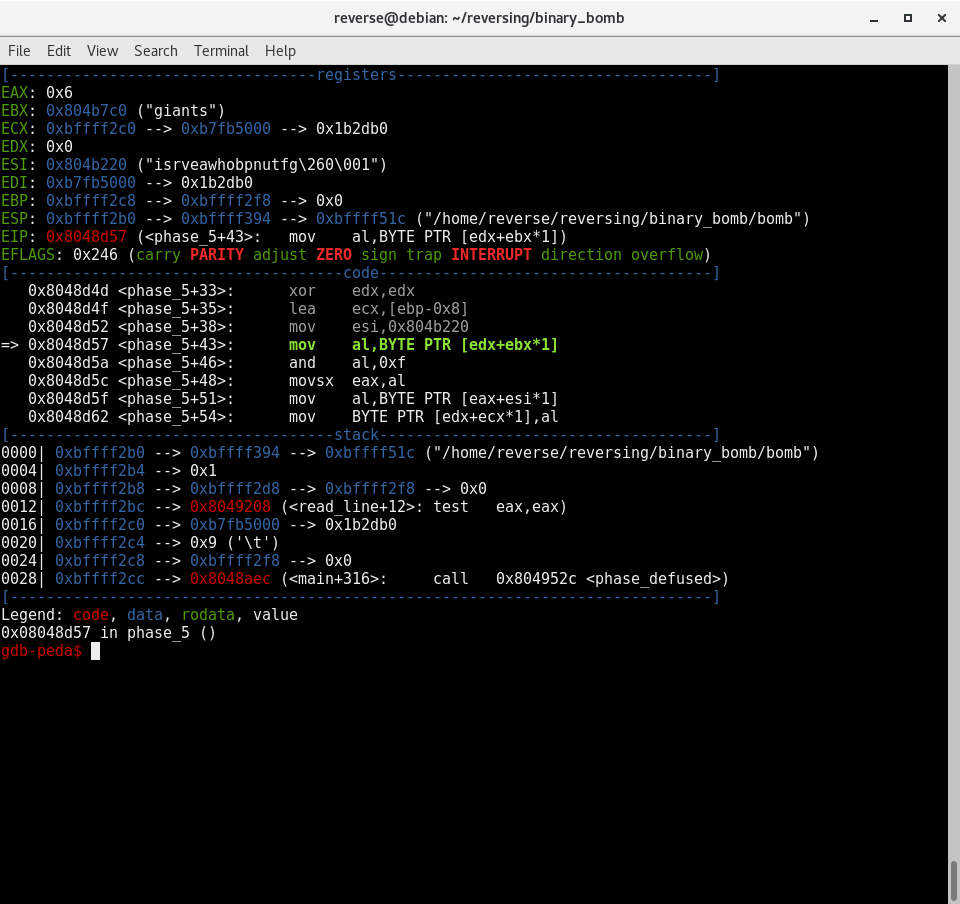 reverse@debian: ~/reversing/binary_bomb
File Edit View Search Terminal Help
[----------------------------------registers-----------------------------------]
EAX: 0x6
EBX: 0x804b7c0 ("giants")
ECX: 0xbffff2c0 --> 0xb7fb5000 --> 0x1b2db0
EDX: 0x0
ESI: 0x804b220 ("isrveawhobpnutfg\260\001")
EDI: 0xb7fb5000 --> 0x1b2db0
EBP: 0xbffff2c8 --> 0xbffff2f8 --> 0x0
ESP: 0xbffff2b0 --> 0xbffff394 --> 0xbffff51c ("/home/reverse/reversing/binary_bomb/bomb")
EIP: 0x8048d57 (<phase_5+43>:	mov    al,BYTE PTR [edx+ebx*1])
EFLAGS: 0x246 (carry PARITY adjust ZERO sign trap INTERRUPT direction overflow)
[-------------------------------------code-------------------------------------]
   0x8048d4d <phase_5+33>:	xor    edx,edx
   0x8048d4f <phase_5+35>:	lea    ecx,[ebp-0x8]
   0x8048d52 <phase_5+38>:	mov    esi,0x804b220
=> 0x8048d57 <phase_5+43>:	mov    al,BYTE PTR [edx+ebx*1]
   0x8048d5a <phase_5+46>:	and    al,0xf
   0x8048d5c <phase_5+48>:	movsx  eax,al
   0x8048d5f <phase_5+51>:	mov    al,BYTE PTR [eax+esi*1]
   0x8048d62 <phase_5+54>:	mov    BYTE PTR [edx+ecx*1],al
[------------------------------------stack-------------------------------------]
0000| 0xbffff2b0 --> 0xbffff394 --> 0xbffff51c ("/home/reverse/reversing/binary_bomb/bomb")
0004| 0xbffff2b4 --> 0x1
0008| 0xbffff2b8 --> 0xbffff2d8 --> 0xbffff2f8 --> 0x0
0012| 0xbffff2bc --> 0x8049208 (<read_line+12>:	test   eax,eax)
0016| 0xbffff2c0 --> 0xb7fb5000 --> 0x1b2db0
0020| 0xbffff2c4 --> 0x9 ('\t')
0024| 0xbffff2c8 --> 0xbffff2f8 --> 0x0
0028| 0xbffff2cc --> 0x8048aec (<main+316>:	call   0x804952c <phase_defused>)
[------------------------------------------------------------------------------]
Legend: code, data, rodata, value
0x08048d57 in phase_5 ()
gdb-peda$